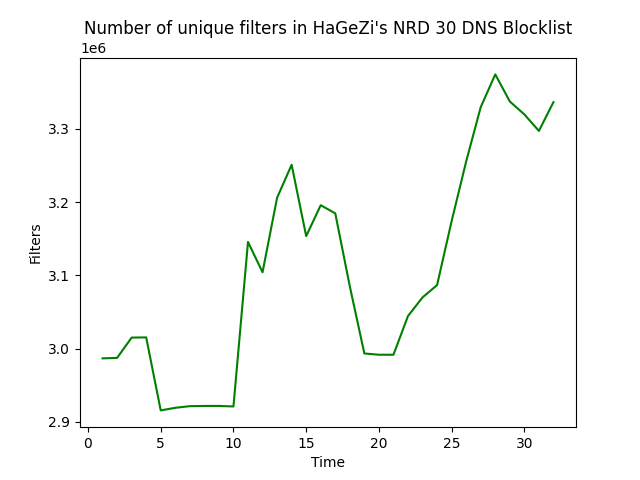 Number of unique filters in HaGeZi's NRD 30 DNS Blocklist
1e6
3.3
3.2
3.1
3.0
2.9
Filters
0 5 10 15 20 25 30
Time